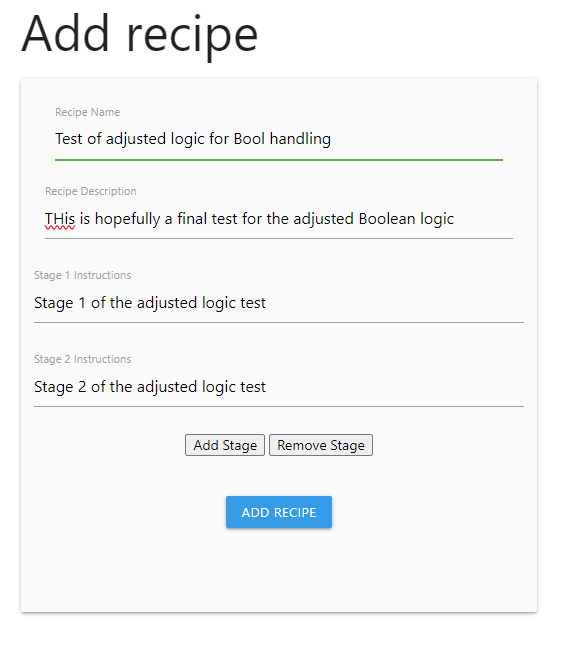 Add recipe
Recipe Name
Test of adjusted logic for Bool handling
Recipe Description
THis is hopefully a final test for the adjusted Boolean logic
Stage 1 Instructions
Stage 1 of the adjusted logic test
Stage 2 Instructions
Stage 2 of the adjusted logic test
Add Stage Remove Stage
ADD RECIPE